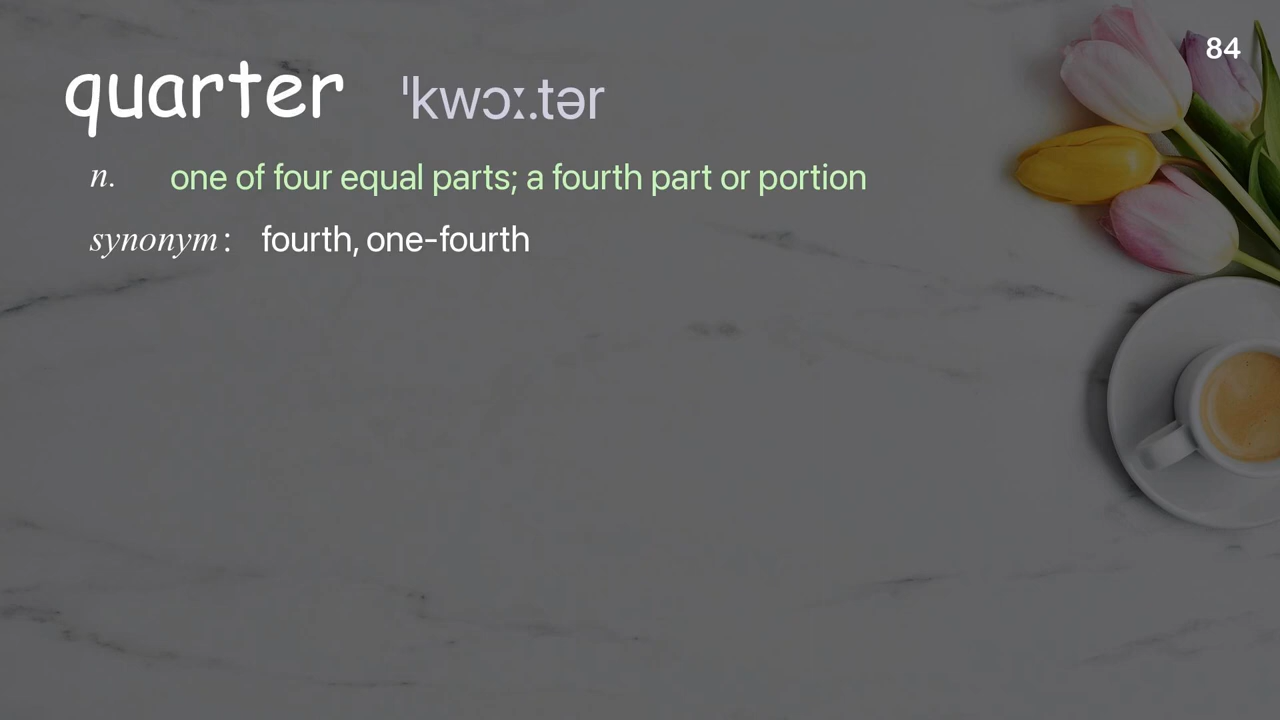 84
quarter ˈkwɔː.tər
n. one of four equal parts; a fourth part or portion
synonym: fourth, one-fourth